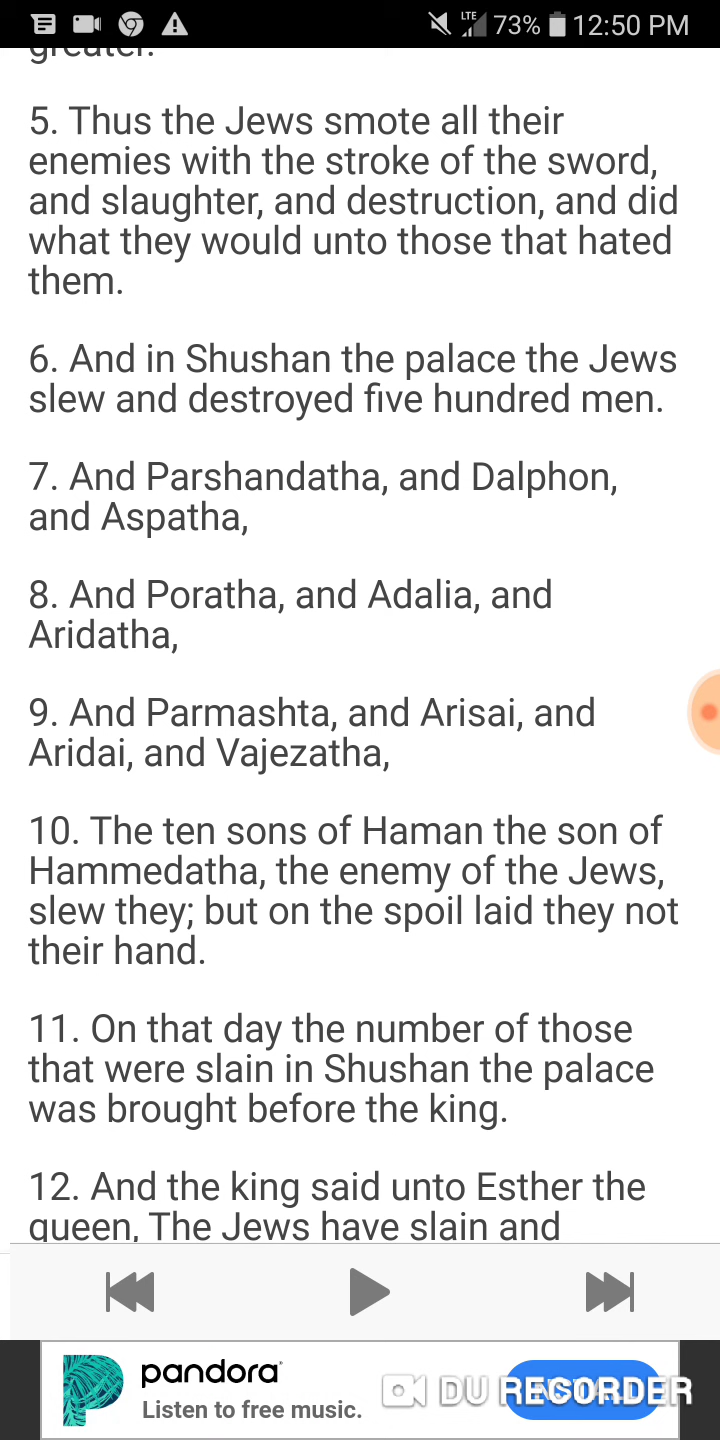 LTE 73% 12:50 PM
greater.
5. Thus the Jews smote all their
enemies with the stroke of the sword,
and slaughter, and destruction, and did
what they would unto those that hated
them.
6. And in Shushan the palace the Jews
slew and destroyed five hundred men.
7. And Parshandatha, and Dalphon,
and Aspatha,
8. And Poratha, and Adalia, and
Aridatha,
9. And Parmashta, and Arisai, and
Aridai, and Vajezatha,
10. The ten sons of Haman the son of
Hammedatha, the enemy of the Jews,
slew they; but on the spoil laid they not
their hand.
11. On that day the number of those
that were slain in Shushan the palace
was brought before the king.
12. And the king said unto Esther the
queen, The Jews have slain and
pandora
Listen to free music.
DU RECORDER